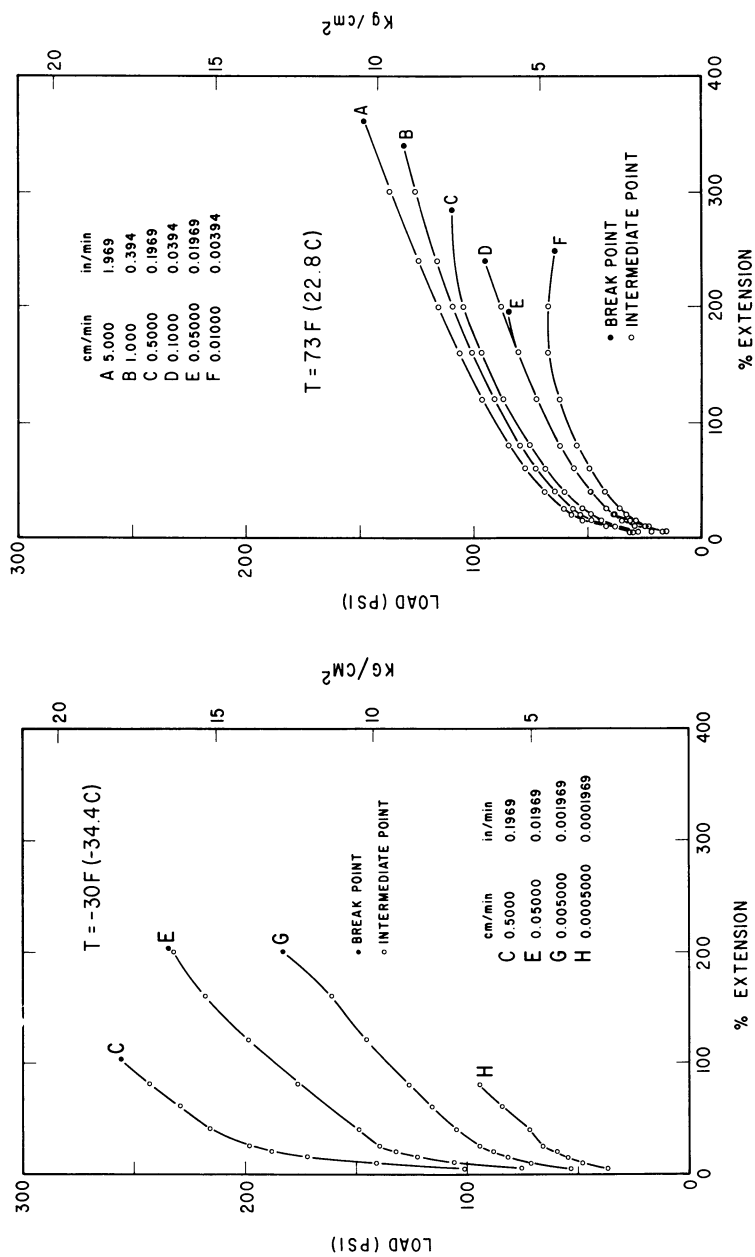 300
200
100
0
LOAD (PSI)
0
100
200
300
400
% EXTENSION
20
15
10
5
KG/CM²
T = -30F (-34.4C)
C
E
G
H
● BREAK POINT
○ INTERMEDIATE POINT
cm/min in/min
C 0.5000 0.1969
E 0.05000 0.01969
G 0.005000 0.001969
H 0.0005000 0.0001969
300
200
100
0
LOAD (PSI)
0
100
200
300
400
% EXTENSION
20
15
10
5
Kg/cm²
cm/min in/min
A 5.000 1.969
B 1.000 0.394
C 0.5000 0.1969
D 0.1000 0.0394
E 0.05000 0.01969
F 0.01000 0.00394
T = 73F (22.8C)
A
B
C
D
E
F
● BREAK POINT
○ INTERMEDIATE POINT